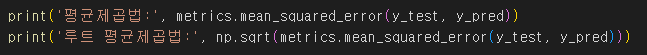 print('평균제곱법:', metrics.mean_squared_error(y_test, y_pred))
print('루트 평균제곱법:', np.sqrt(metrics.mean_squared_error(y_test, y_pred)))